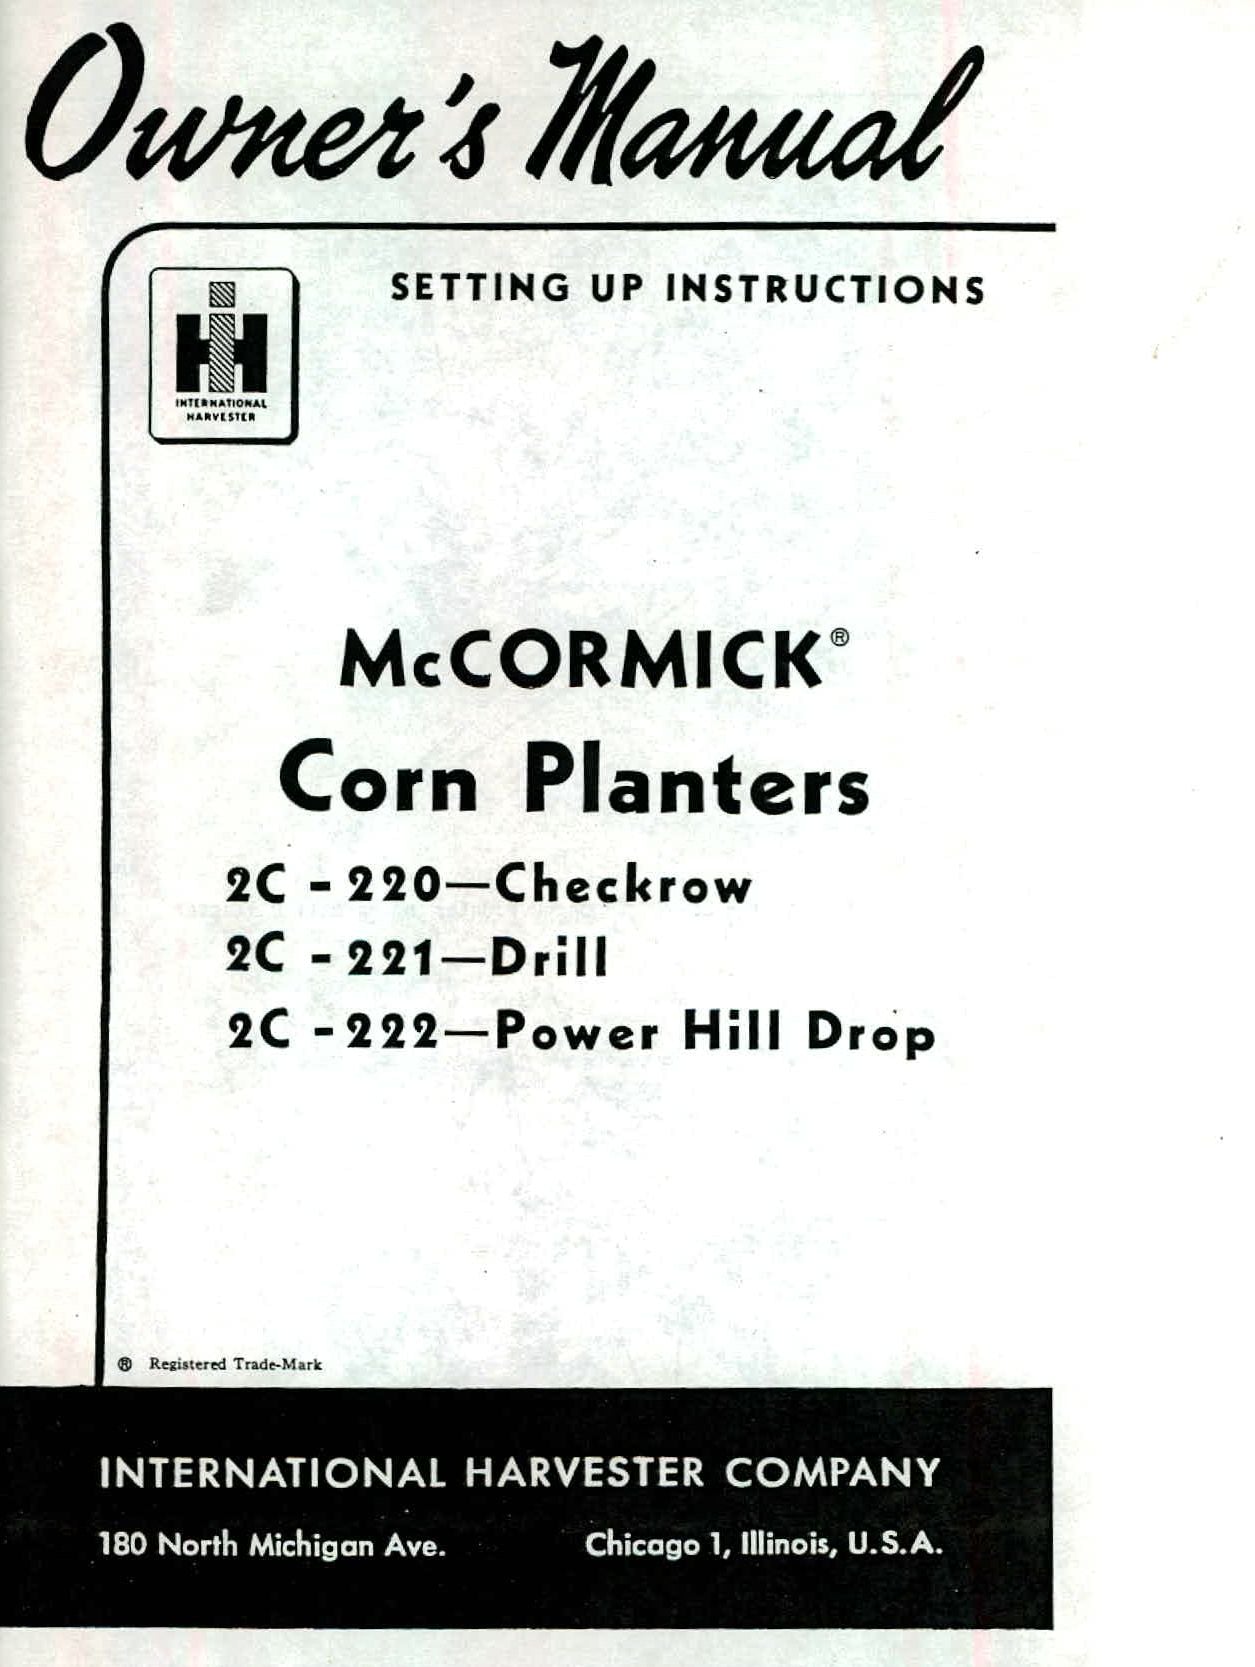 Owner's Manual
SETTING UP INSTRUCTIONS
IH
INTERNATIONAL
HARVESTER
McCORMICK®
Corn Planters
2C - 220—Checkrow
2C - 221—Drill
2C - 222—Power Hill Drop
® Registered Trade-Mark
INTERNATIONAL HARVESTER COMPANY
180 North Michigan Ave. Chicago 1, Illinois, U.S.A.